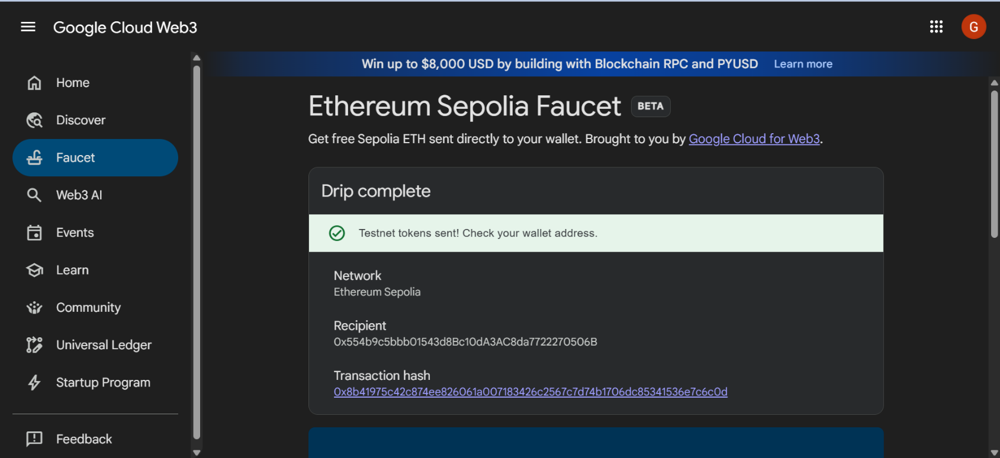 Google Cloud Web3
G
Home
Discover
Faucet
Web3 AI
Events
Learn
Community
Universal Ledger
Startup Program
Feedback
Win up to $8,000 USD by building with Blockchain RPC and PYUSD Learn more
Ethereum Sepolia Faucet BETA
Get free Sepolia ETH sent directly to your wallet. Brought to you by Google Cloud for Web3.
Drip complete
Testnet tokens sent! Check your wallet address.
Network
Ethereum Sepolia
Recipient
0x554b9c5bbb01543d8Bc10dA3AC8da7722270506B
Transaction hash
0x8b41975c42c874ee826061a007183426c2567c7d74b1706dc85341536e7c6c0d